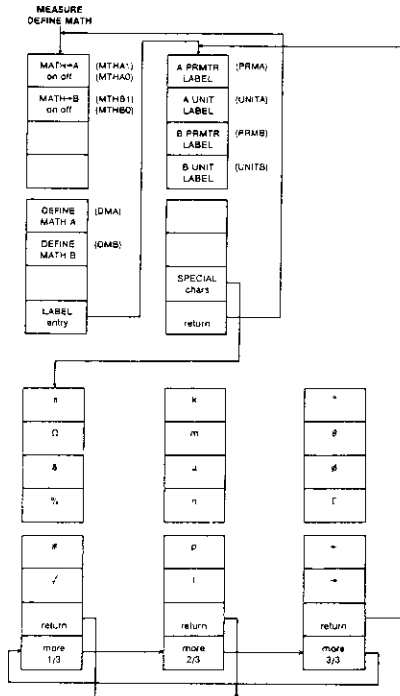 MEASURE
DEFINE MATH
MATH→A
on off
(MTHA1)
(MTHA0)
MATH→B
on off
(MTHB1)
(MTHB0)
DEFINE
MATH A
(DMA)
DEFINE
MATH B
(DMB)
LABEL
entry
A PRMTR
LABEL
(PRMA)
A UNIT
LABEL
(UNITA)
B PRMTR
LABEL
(PRMB)
B UNIT
LABEL
(UNITB)
SPECIAL
chars
return
Ω
&
%
#
√
return
more
1/3
k
m
n
p
return
more
2/3
°
θ
Γ
return
more
3/3